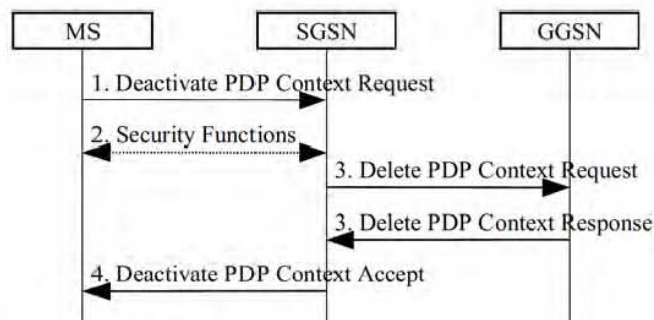 MS SGSN GGSN
1. Deactivate PDP Context Request
2. Security Functions
3. Delete PDP Context Request
3. Delete PDP Context Response
4. Deactivate PDP Context Accept